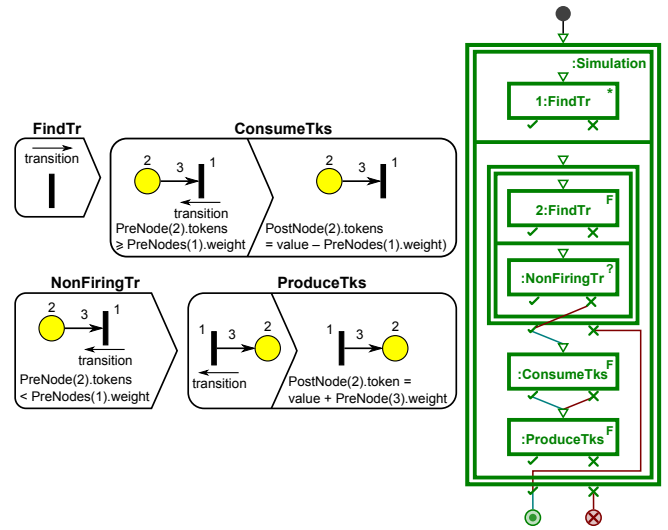 FindTr
transition
ConsumeTks
2
3
1
transition
PreNode(2).tokens
⩾ PreNodes(1).weight
2
3
1
PostNode(2).tokens
= value – PreNodes(1).weight)
NonFiringTr
2
3
1
transition
PreNode(2).tokens
< PreNodes(1).weight
ProduceTks
1
3
2
transition
1
3
2
PostNode(2).token =
value + PreNode(3).weight
:Simulation
1:FindTr *
2:FindTr F
:NonFiringTr ?
:ConsumeTks F
:ProduceTks F